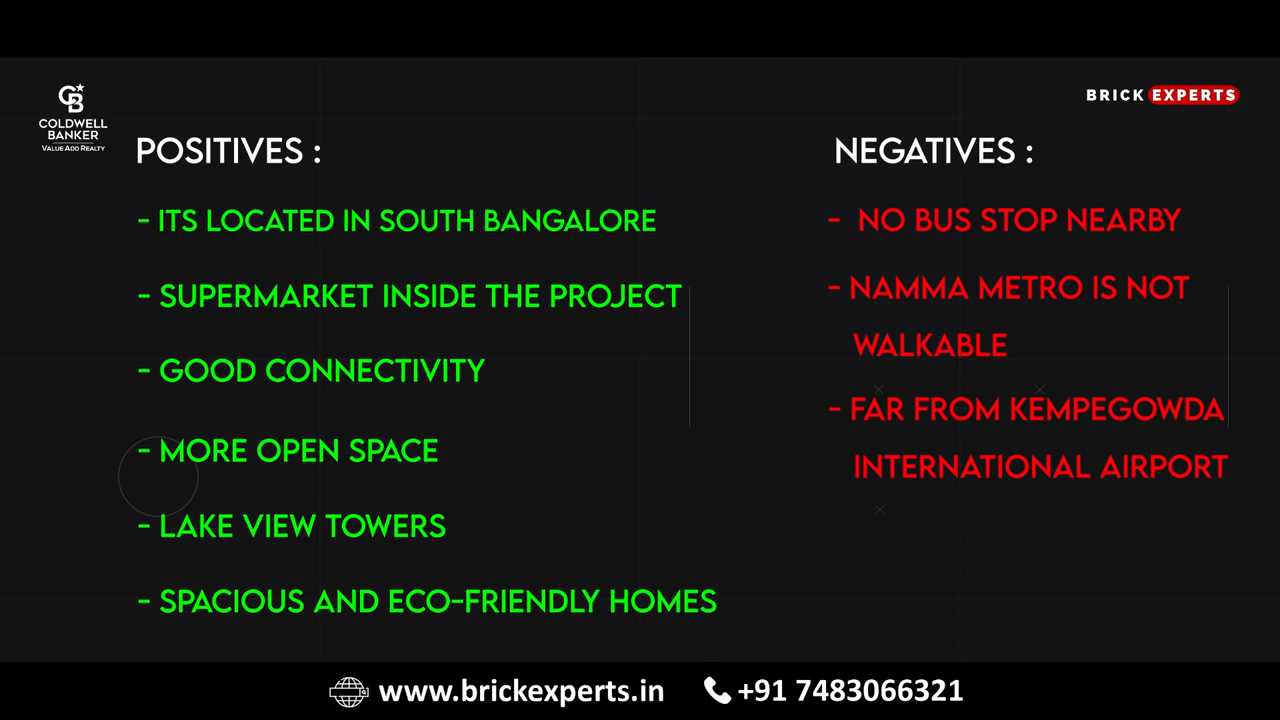 COLDWELL
BANKER
VALUE ADD REALTY
BRICK EXPERTS
POSITIVES :
- ITS LOCATED IN SOUTH BANGALORE
- SUPERMARKET INSIDE THE PROJECT
- GOOD CONNECTIVITY
- MORE OPEN SPACE
- LAKE VIEW TOWERS
- SPACIOUS AND ECO-FRIENDLY HOMES
NEGATIVES :
- NO BUS STOP NEARBY
- NAMMA METRO IS NOT
WALKABLE
- FAR FROM KEMPEGOWDA
INTERNATIONAL AIRPORT
www.brickexperts.in +91 7483066321